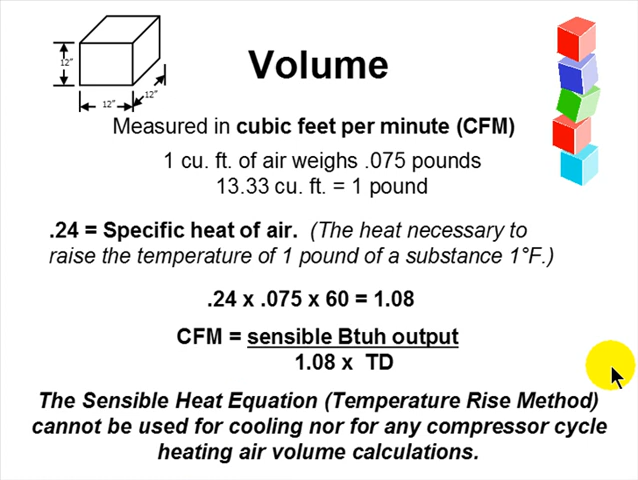 Volume
12"
12"
12"
Measured in cubic feet per minute (CFM)
1 cu. ft. of air weighs .075 pounds
13.33 cu. ft. = 1 pound
.24 = Specific heat of air. (The heat necessary to
raise the temperature of 1 pound of a substance 1°F.)
.24 x .075 x 60 = 1.08
CFM = sensible Btuh output
1.08 x TD
The Sensible Heat Equation (Temperature Rise Method)
cannot be used for cooling nor for any compressor cycle
heating air volume calculations.